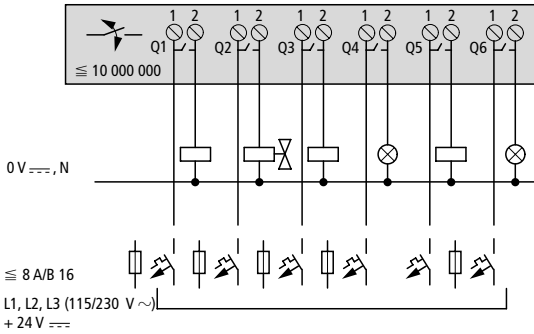 1 2 1 2 1 2 1 2 1 2 1 2
Q1 Q2 Q3 Q4 Q5 Q6
≦ 10 000 000
0 V ⎓, N
≦ 8 A/B 16
L1, L2, L3 (115/230 V ~)
+ 24 V ⎓